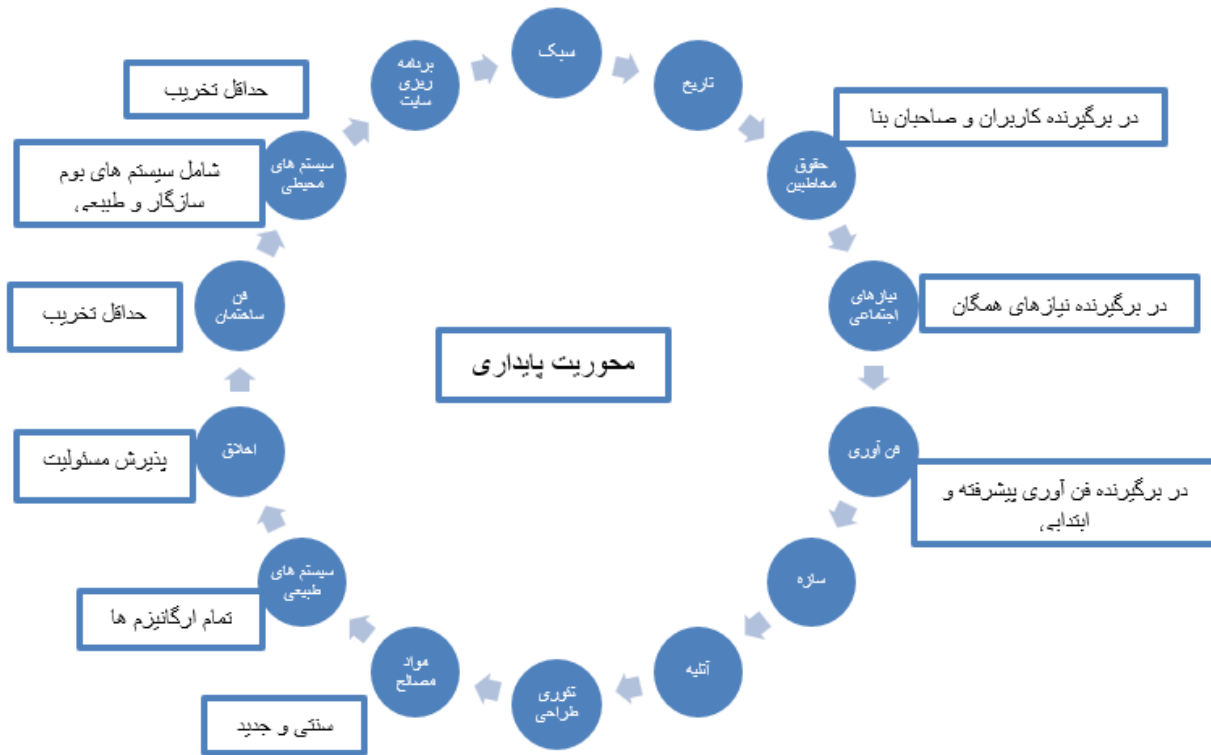 سبک
تاریخ
حقوق
مخاطبین
در برگیرنده کاربران و صاحبان بنا
نیازهای
اجتماعی
در برگیرنده نیازهای همگان
فن آوری
در برگیرنده فن آوری پیشرفته و
ابتدایی
سازه
آتلیه
تئوری
طراحی
مواد
مصالح
سنتی و جدید
سیستم های
طبیعی
تمام ارگانیزم ها
اخلاق
پذیرش مسئولیت
فن
ساختمان
حداقل تخریب
سیستم های
محیطی
شامل سیستم های بوم
سازگار و طبیعی
برنامه
ریزی
سایت
حداقل تخریب
محوریت پایداری